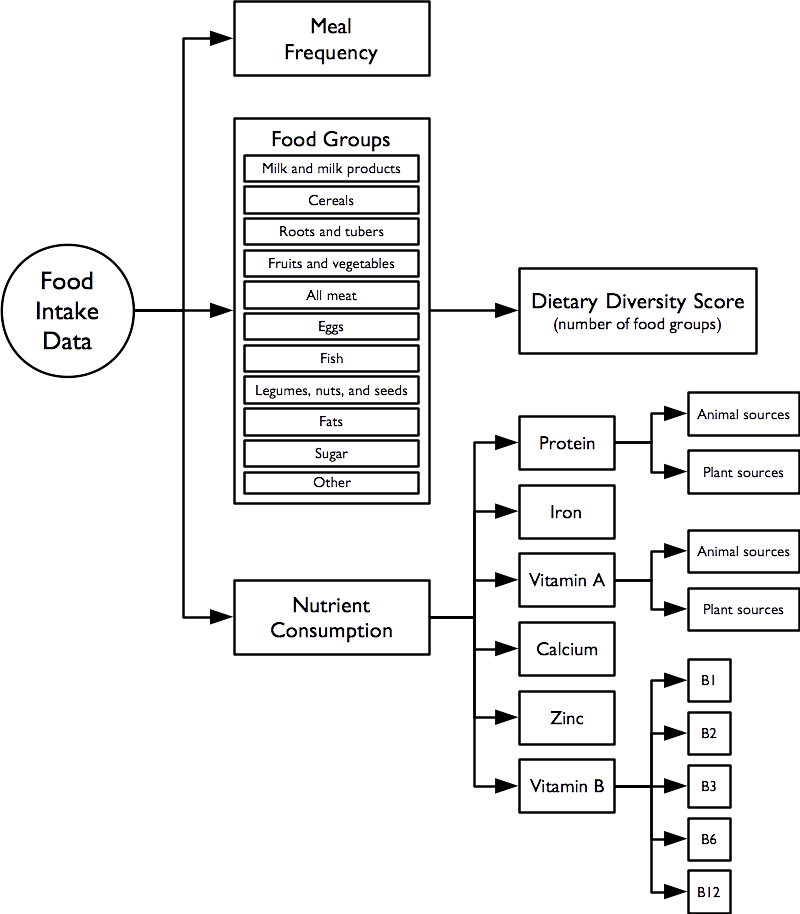 Meal
Frequency
Food Groups
Milk and milk products
Cereals
Roots and tubers
Fruits and vegetables
All meat
Eggs
Fish
Legumes, nuts, and seeds
Fats
Sugar
Other
Food
Intake
Data
Dietary Diversity Score
(number of food groups)
Nutrient
Consumption
Protein
Animal sources
Plant sources
Iron
Vitamin A
Animal sources
Plant sources
Calcium
Zinc
Vitamin B
B1
B2
B3
B6
B12